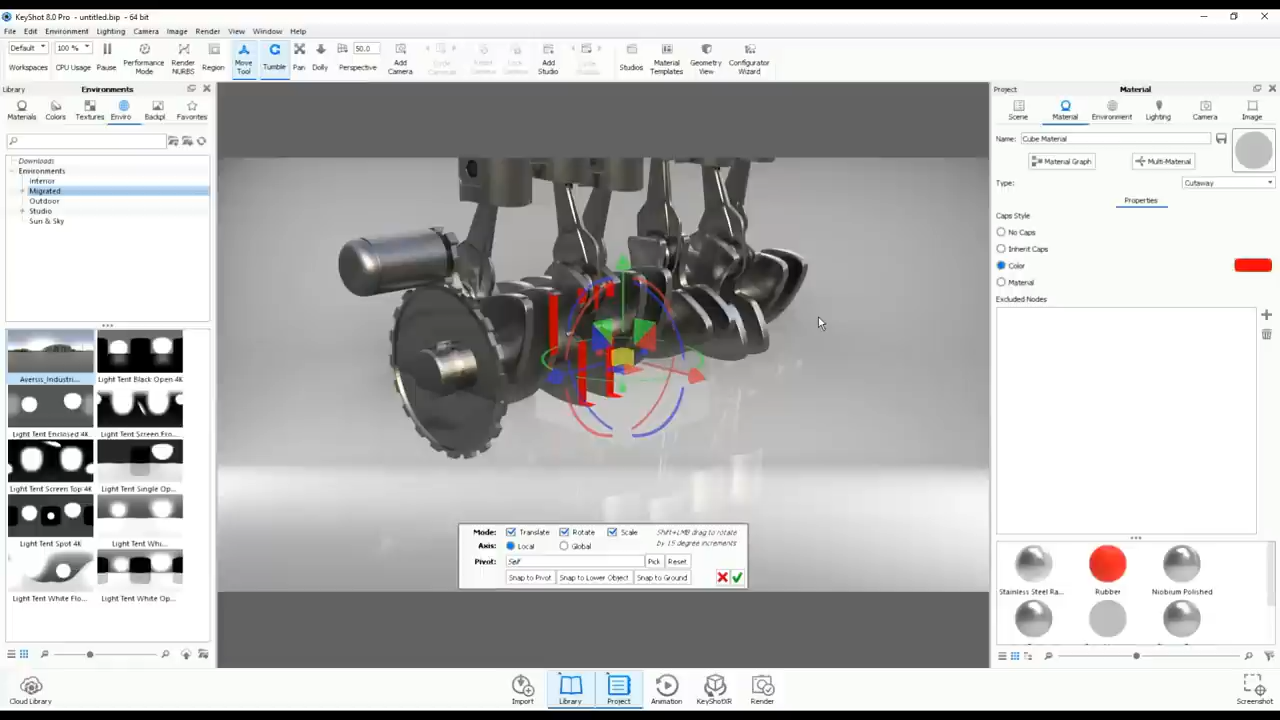 KeyShot 8.0 Pro - untitled.bip - 64 bit
File Edit Environment Lighting Camera Image Render View Window Help
Default 100 % 50.0
Workspaces CPU Usage Pause Performance Mode Render NURBS Region Move Tool Tumble Pan Dolly Perspective Add Camera Add Studio Studios Material Templates Geometry View Configurator Wizard
Library Environments
Materials Colors Textures Enviro Backpl Favorites
Downloads
Environments
Interior
Migrated
Outdoor
Studio
Sun & Sky
Aversis_Industri... Light Tent Black Open 4K
Light Tent Enclosed 4K Light Tent Screen Fro...
Light Tent Screen Top 4K Light Tent Single Op...
Light Tent Spot 4K Light Tent Whi...
Light Tent White Flo... Light Tent White Op...
Mode: Translate Rotate Scale Shift+LMB drag to rotate
by 15 degree increments
Axis: Local Global
Pivot: Self Pick Reset
Snap to Pivot Snap to Lower Object Snap to Ground
Project Material
Scene Material Environment Lighting Camera Image
Name: Cube Material
Material Graph Multi-Material
Type: Cutaway
Properties
Caps Style
No Caps
Inherit Caps
Color
Material
Excluded Nodes
Stainless Steel Ra... Rubber Niobium Polished
Cloud Library Import Library Project Animation KeyShotXR Render Screenshot